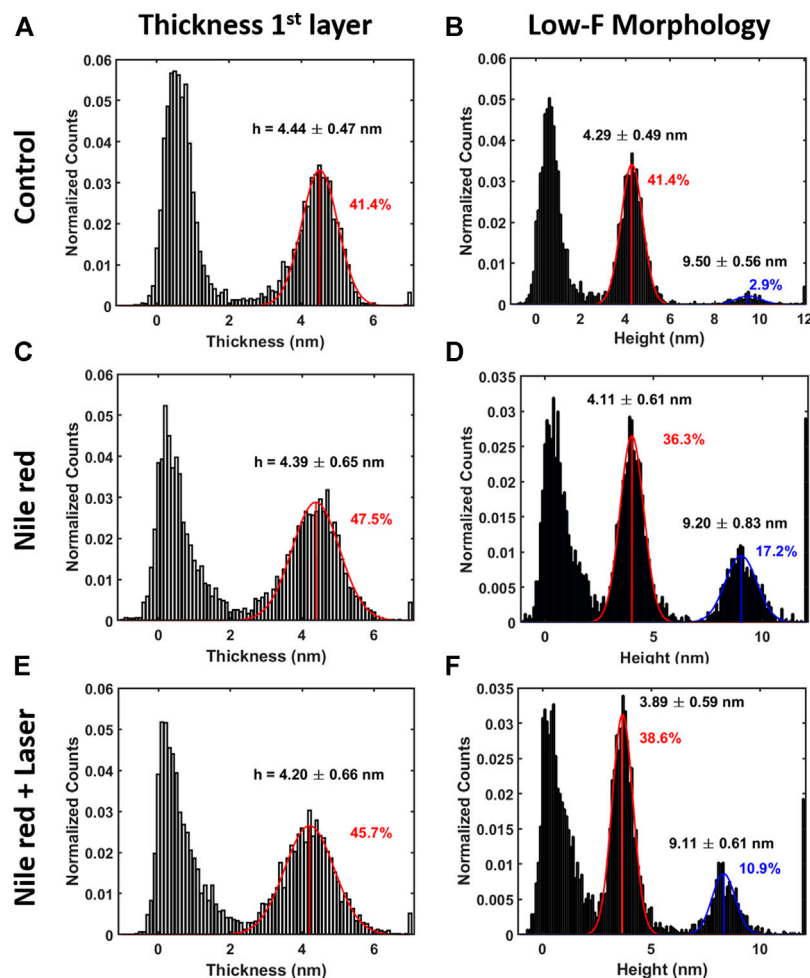 A
Thickness 1st layer
B
Low-F Morphology
Control
Normalized Counts
0.06
0.05
0.04
0.03
0.02
0.01
0
h = 4.44 ± 0.47 nm
41.4%
0 2 4 6
Thickness (nm)
Normalized Counts
0.06
0.05
0.04
0.03
0.02
0.01
0
4.29 ± 0.49 nm
41.4%
9.50 ± 0.56 nm
2.9%
0 2 4 6 8 10 12
Height (nm)
C
D
Nile red
Normalized Counts
0.06
0.05
0.04
0.03
0.02
0.01
0
h = 4.39 ± 0.65 nm
47.5%
0 2 4 6
Thickness (nm)
Normalized Counts
0.035
0.03
0.025
0.02
0.015
0.01
0.005
0
4.11 ± 0.61 nm
36.3%
9.20 ± 0.83 nm
17.2%
0 5 10
Height (nm)
E
F
Nile red + Laser
Normalized Counts
0.06
0.05
0.04
0.03
0.02
0.01
0
h = 4.20 ± 0.66 nm
45.7%
0 2 4 6
Thickness (nm)
Normalized Counts
0.035
0.03
0.025
0.02
0.015
0.01
0.005
0
3.89 ± 0.59 nm
38.6%
9.11 ± 0.61 nm
10.9%
0 5 10
Height (nm)